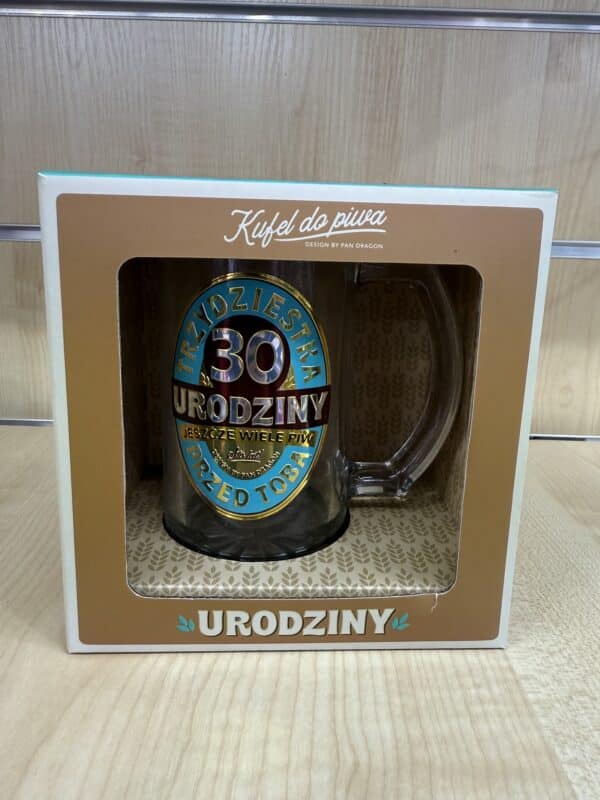 Kufel do piwa
DESIGN BY PAN DRAGON
TRZYDZIESTKA
30
URODZINY
JESZCZE WIELE PIW
PRZED TOBĄ
URODZINY